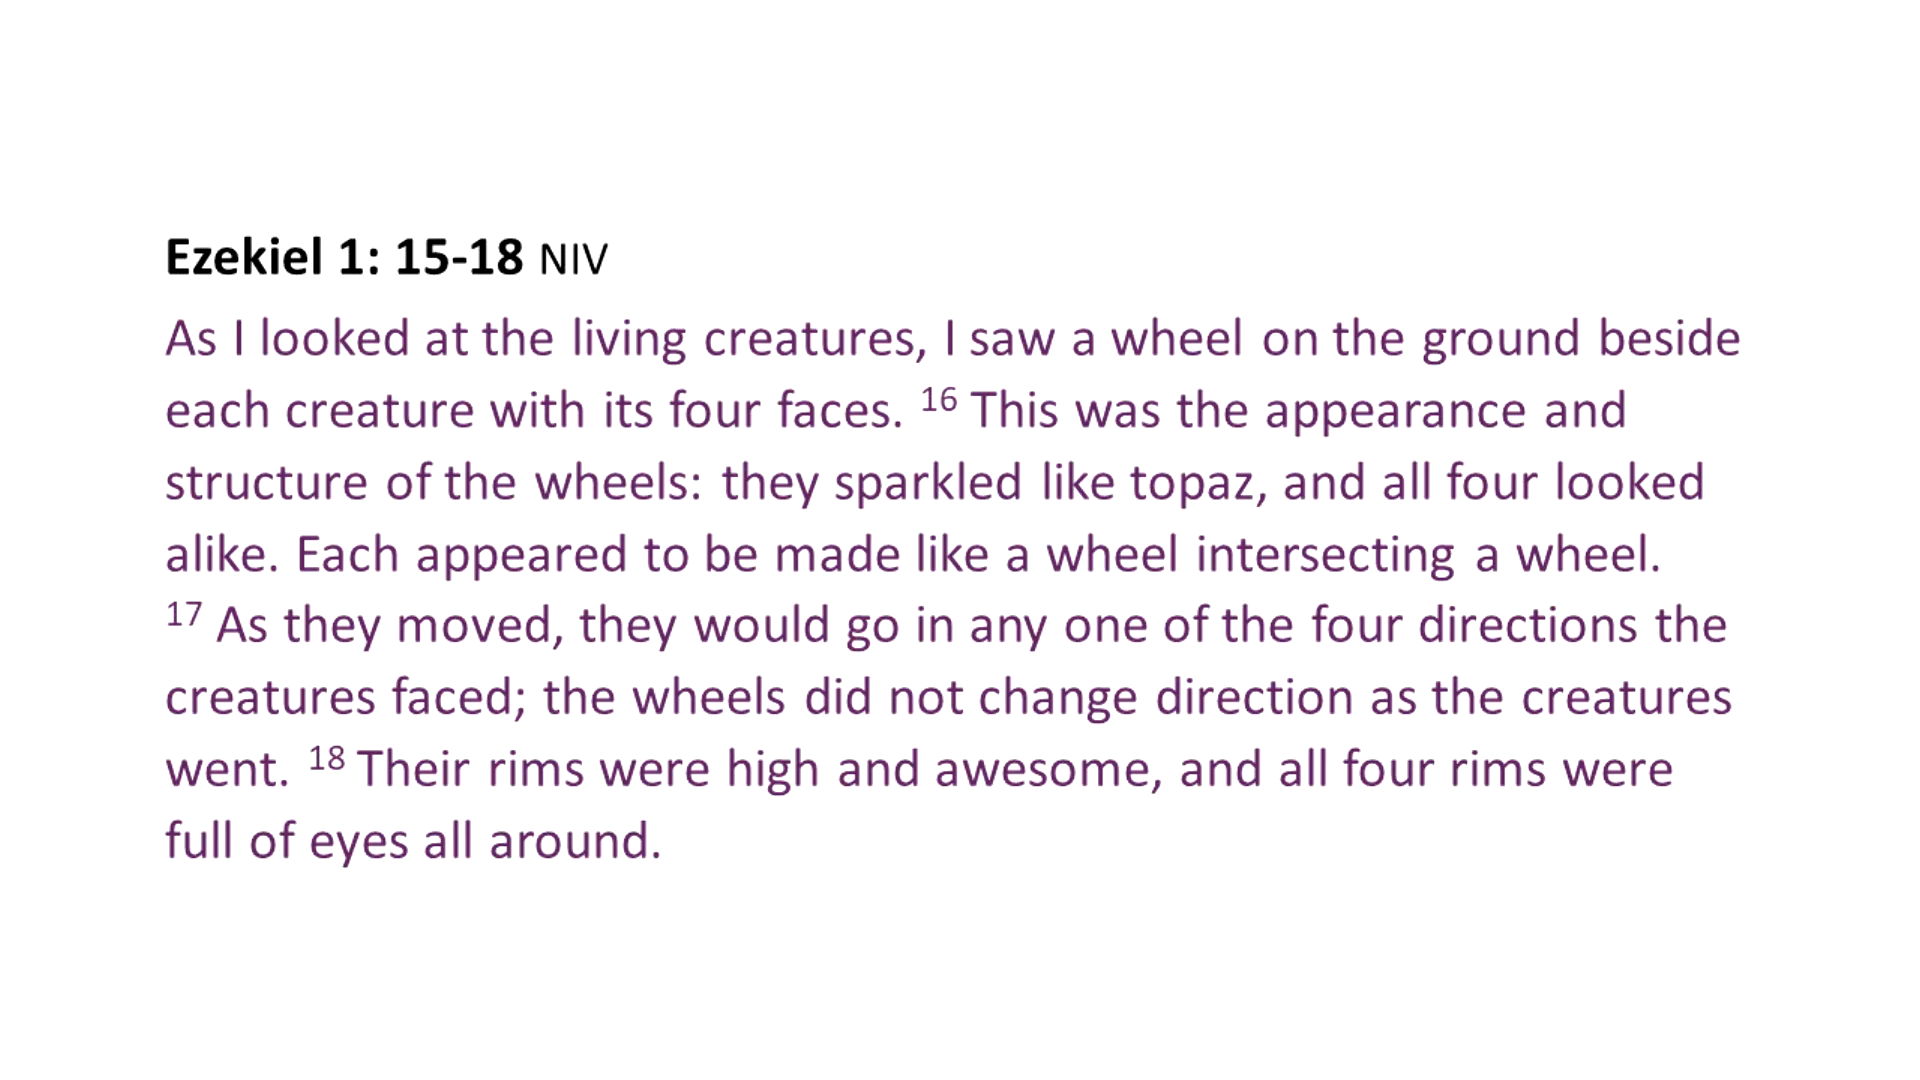 Ezekiel 1: 15-18 NIV
As I looked at the living creatures, I saw a wheel on the ground beside
each creature with its four faces. 16 This was the appearance and
structure of the wheels: they sparkled like topaz, and all four looked
alike. Each appeared to be made like a wheel intersecting a wheel.
17 As they moved, they would go in any one of the four directions the
creatures faced; the wheels did not change direction as the creatures
went. 18 Their rims were high and awesome, and all four rims were
full of eyes all around.